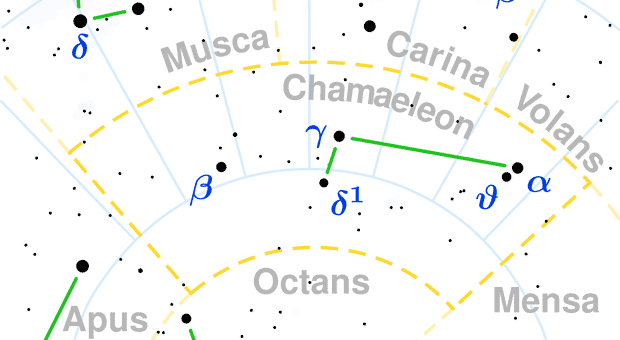 β
δ
Musca
Carina
Chamaeleon
Volans
γ
β
δ¹
ϑ
α
Octans
Mensa
Apus